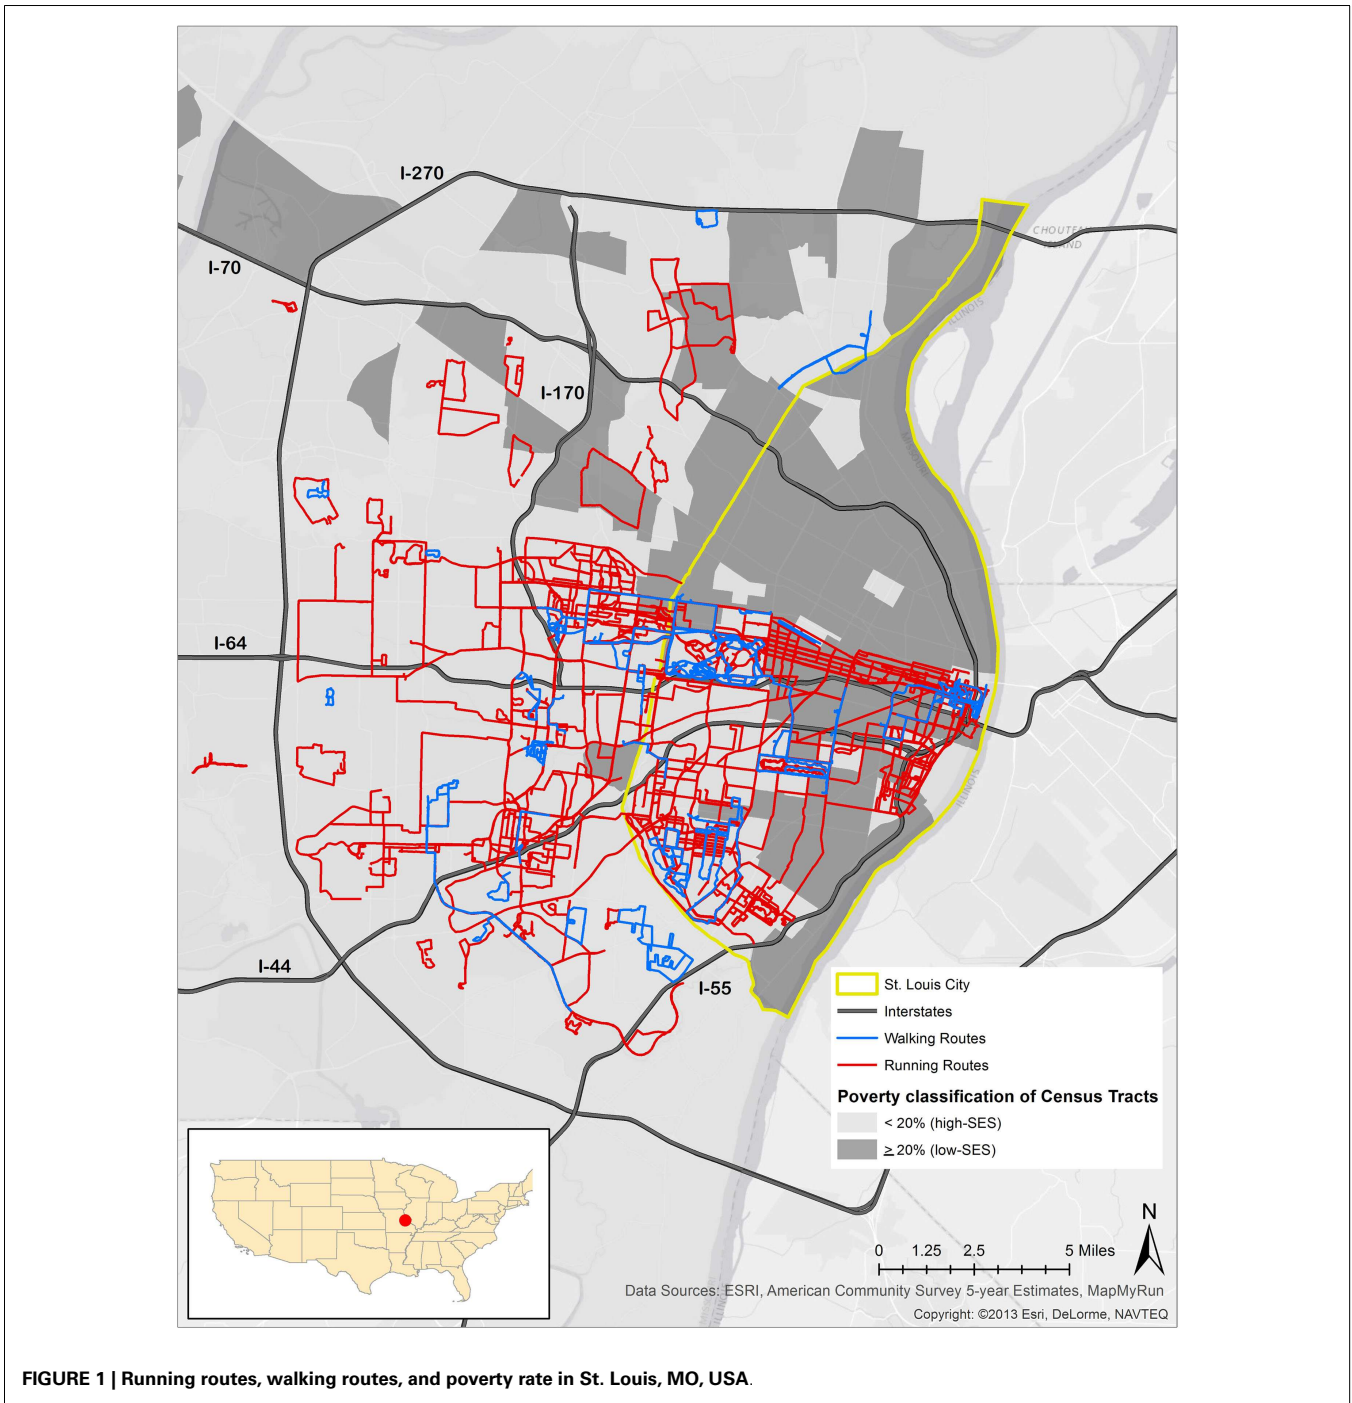 I-270
CHOUTEAU
ISLAND
I-70
ILLINOIS
I-170
MISSOURI
I-64
ILLINOIS
I-44
I-55
St. Louis City
Interstates
Walking Routes
Running Routes
Poverty classification of Census Tracts
< 20% (high-SES)
≥ 20% (low-SES)
N
0 1.25 2.5 5 Miles
Data Sources: ESRI, American Community Survey 5-year Estimates, MapMyRun
Copyright: ©2013 Esri, DeLorme, NAVTEQ
FIGURE 1 | Running routes, walking routes, and poverty rate in St. Louis, MO, USA.